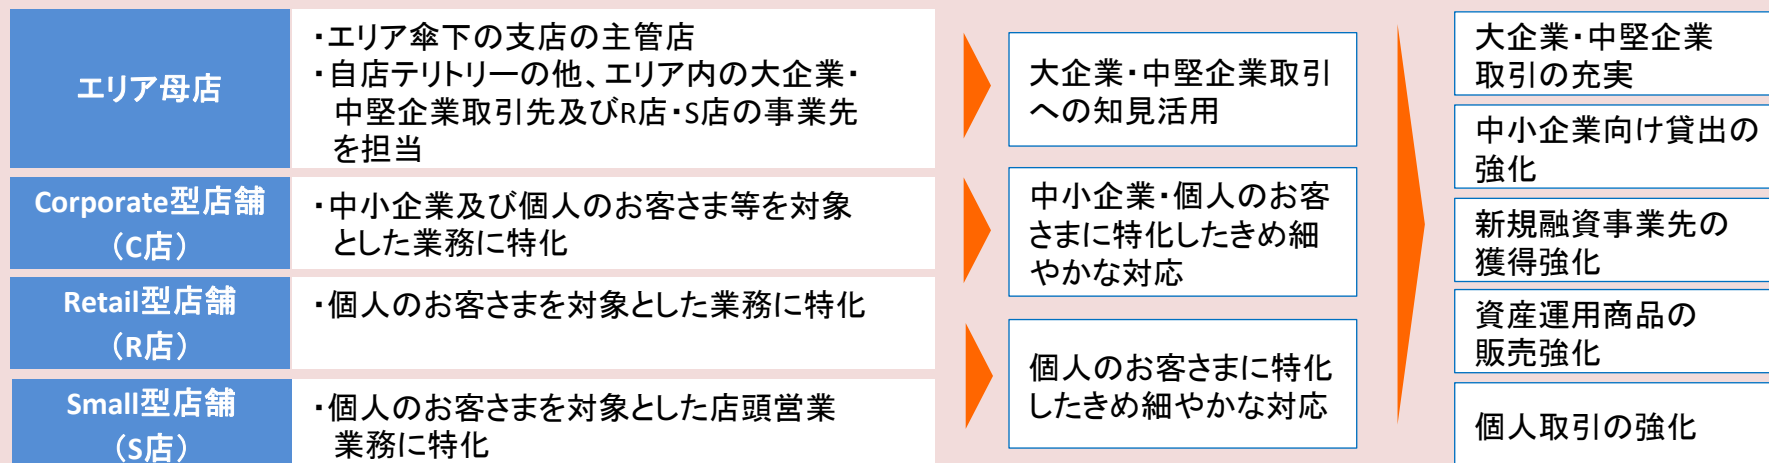 エリア母店
・エリア傘下の支店の主管店
・自店テリトリーの他、エリア内の大企業・
中堅企業取引先及びR店・S店の事業先
を担当
Corporate型店舗
（C店）
・中小企業及び個人のお客さま等を対象
とした業務に特化
Retail型店舗
（R店）
・個人のお客さまを対象とした業務に特化
Small型店舗
（S店）
・個人のお客さまを対象とした店頭営業
業務に特化
大企業・中堅企業取引
への知見活用
中小企業・個人のお客
さまに特化したきめ細
やかな対応
個人のお客さまに特化
したきめ細やかな対応
大企業・中堅企業
取引の充実
中小企業向け貸出の
強化
新規融資事業先の
獲得強化
資産運用商品の
販売強化
個人取引の強化